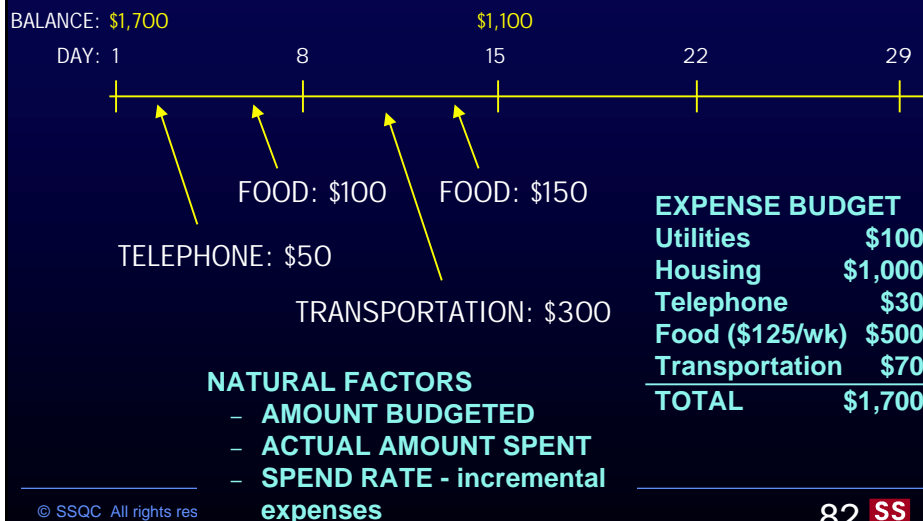 BALANCE: $1,700 $1,100
DAY: 1 8 15 22 29
FOOD: $100 FOOD: $150
TELEPHONE: $50
TRANSPORTATION: $300
EXPENSE BUDGET
Utilities $100
Housing $1,000
Telephone $30
Food ($125/wk) $500
Transportation $70
TOTAL $1,700
NATURAL FACTORS
– AMOUNT BUDGETED
– ACTUAL AMOUNT SPENT
– SPEND RATE - incremental
expenses
© SSQC All rights res
82 SS